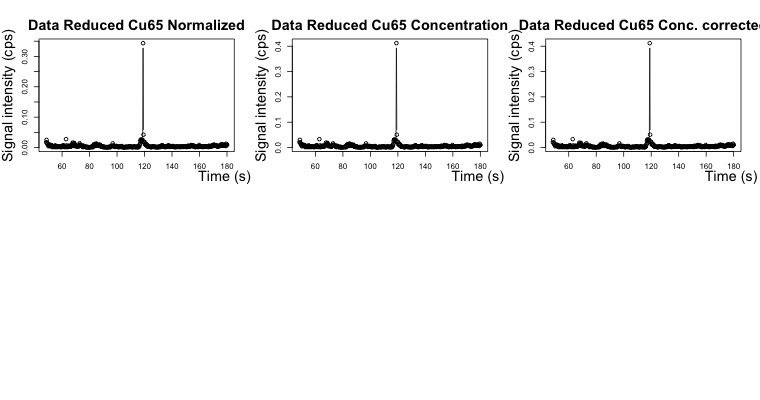 Data Reduced Cu65 Normalized
Signal intensity (cps)
0.00 0.10 0.20 0.30
60 80 100 120 140 160 180
Time (s)
Data Reduced Cu65 Concentration
Signal intensity (cps)
0.0 0.1 0.2 0.3 0.4
60 80 100 120 140 160 180
Time (s)
Data Reduced Cu65 Conc. corrected
Signal intensity (cps)
0.0 0.1 0.2 0.3 0.4
60 80 100 120 140 160 180
Time (s)